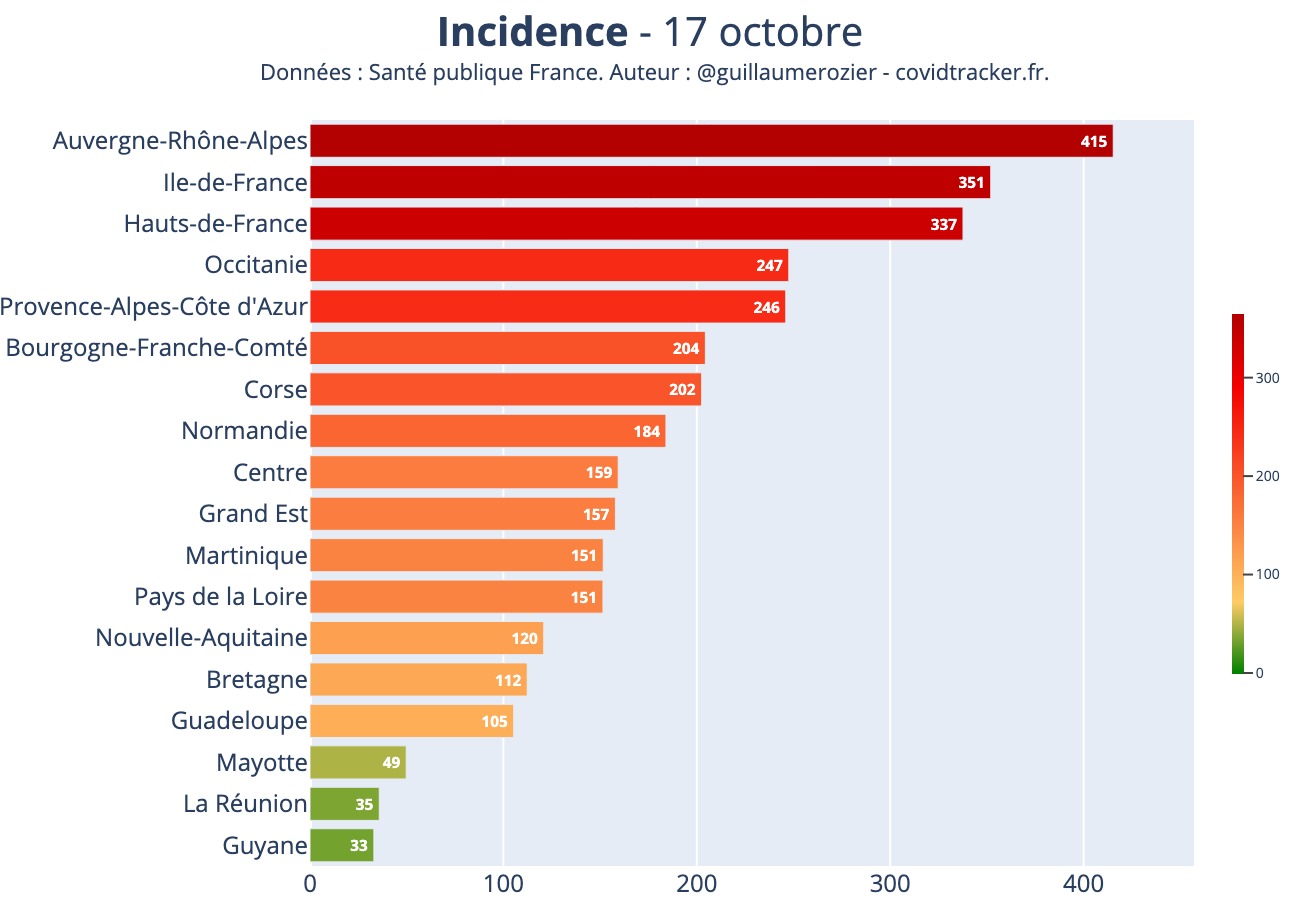 Incidence - 17 octobre
Données : Santé publique France. Auteur : @guillaumerozier - covidtracker.fr.
Auvergne-Rhône-Alpes 415
Ile-de-France 351
Hauts-de-France 337
Occitanie 247
Provence-Alpes-Côte d'Azur 246
Bourgogne-Franche-Comté 204
Corse 202
Normandie 184
Centre 159
Grand Est 157
Martinique 151
Pays de la Loire 151
Nouvelle-Aquitaine 120
Bretagne 112
Guadeloupe 105
Mayotte 49
La Réunion 35
Guyane 33
0 100 200 300 400
300
200
100
0